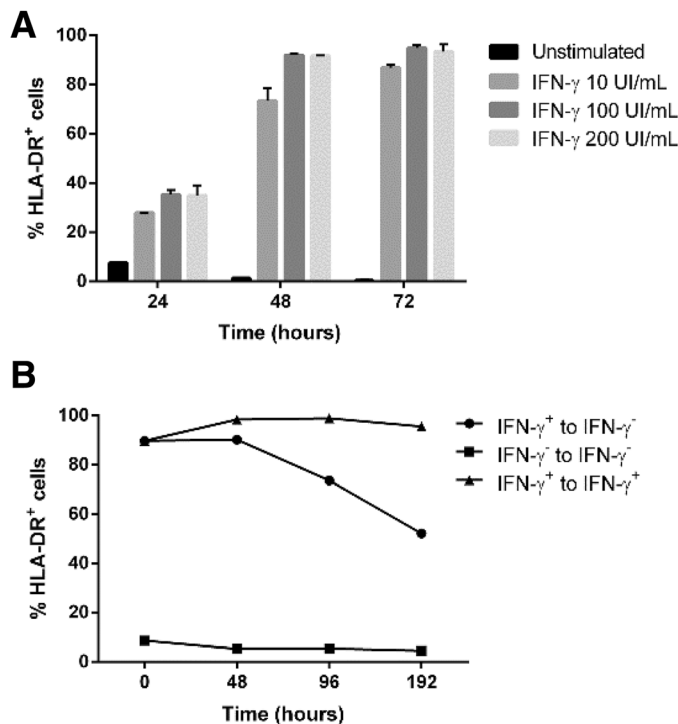 A
% HLA-DR⁺ cells
100
80
60
40
20
0
24 48 72
Time (hours)
Unstimulated
IFN-γ 10 UI/mL
IFN-γ 100 UI/mL
IFN-γ 200 UI/mL
B
% HLA-DR⁺ cells
100
80
60
40
20
0
0 48 96 192
Time (hours)
IFN-γ⁺ to IFN-γ⁻
IFN-γ⁻ to IFN-γ⁻
IFN-γ⁺ to IFN-γ⁺